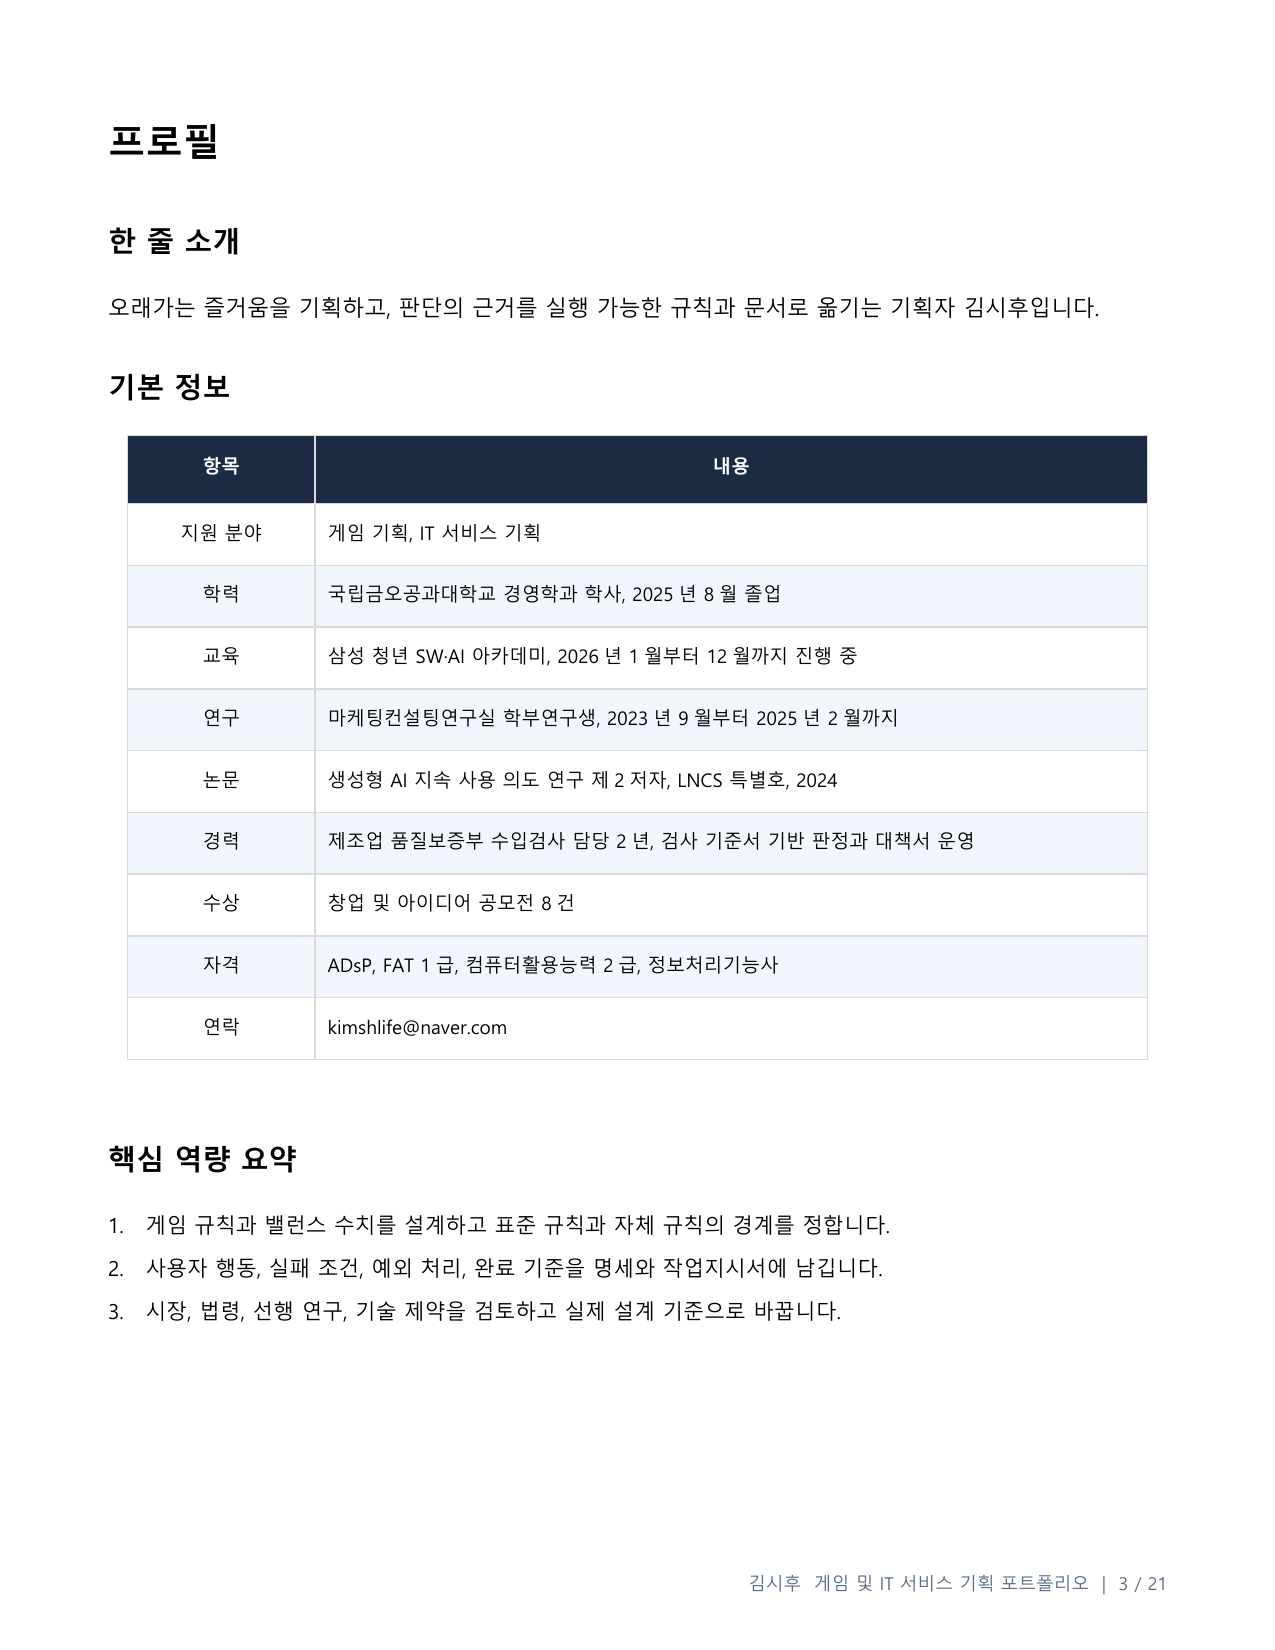 프로필
한 줄 소개
오래가는 즐거움을 기획하고, 판단의 근거를 실행 가능한 규칙과 문서로 옮기는 기획자 김시후입니다.
기본 정보
항목 내용
지원 분야 게임 기획, IT 서비스 기획
학력 국립금오공과대학교 경영학과 학사, 2025 년 8 월 졸업
교육 삼성 청년 SW·AI 아카데미, 2026 년 1 월부터 12 월까지 진행 중
연구 마케팅컨설팅연구실 학부연구생, 2023 년 9 월부터 2025 년 2 월까지
논문 생성형 AI 지속 사용 의도 연구 제 2 저자, LNCS 특별호, 2024
경력 제조업 품질보증부 수입검사 담당 2 년, 검사 기준서 기반 판정과 대책서 운영
수상 창업 및 아이디어 공모전 8 건
자격 ADsP, FAT 1 급, 컴퓨터활용능력 2 급, 정보처리기능사
연락 kimshlife@naver.com
핵심 역량 요약
1. 게임 규칙과 밸런스 수치를 설계하고 표준 규칙과 자체 규칙의 경계를 정합니다.
2. 사용자 행동, 실패 조건, 예외 처리, 완료 기준을 명세와 작업지시서에 남깁니다.
3. 시장, 법령, 선행 연구, 기술 제약을 검토하고 실제 설계 기준으로 바꿉니다.
김시후 게임 및 IT 서비스 기획 포트폴리오 | 3 / 21